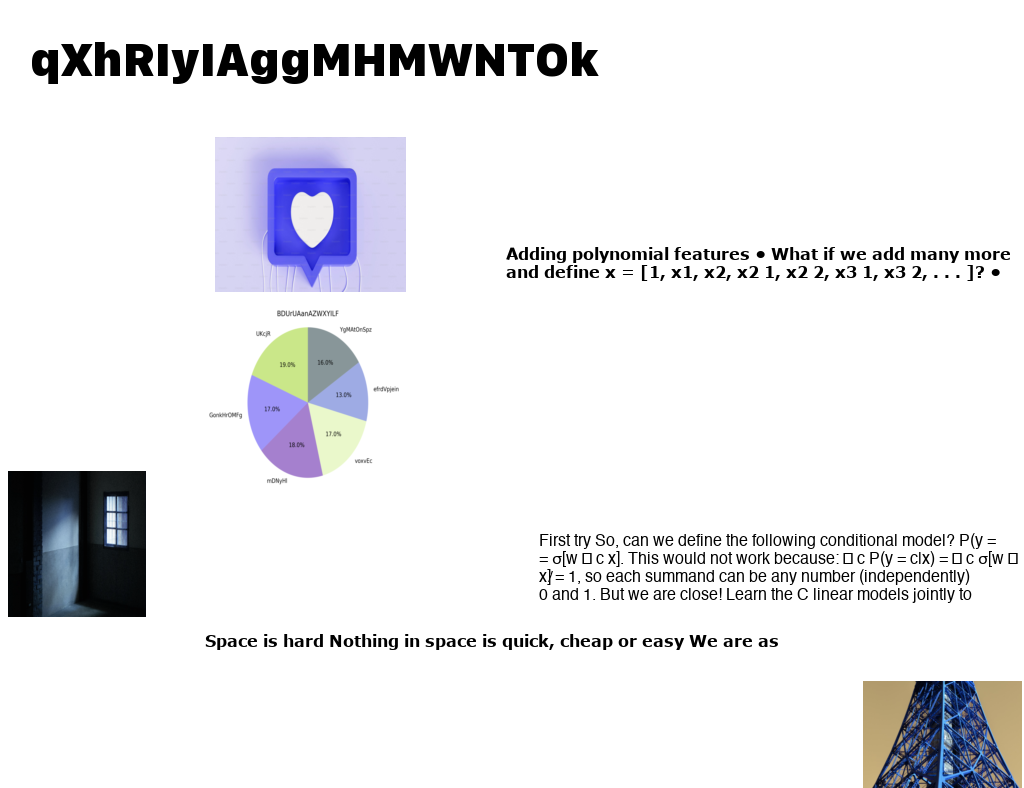 qXhRIyIAggMHMWNTOk
Adding polynomial features • What if we add many more
and define x = [1, x1, x2, x2 1, x2 2, x3 1, x3 2, . . . ]? •
BDUrUAanAZWXYILF
UKcjR
YgMAtOnSpz
19.0%
16.0%
efrdVpjein
13.0%
GonkHrOMFg
17.0%
17.0%
18.0%
voxvEc
mDNyHl
First try So, can we define the following conditional model? P(y =
= σ[w □ c x]. This would not work because: □ c P(y = c|x) = □ c σ[w □
x]̸ = 1, so each summand can be any number (independently)
0 and 1. But we are close! Learn the C linear models jointly to
Space is hard Nothing in space is quick, cheap or easy We are as